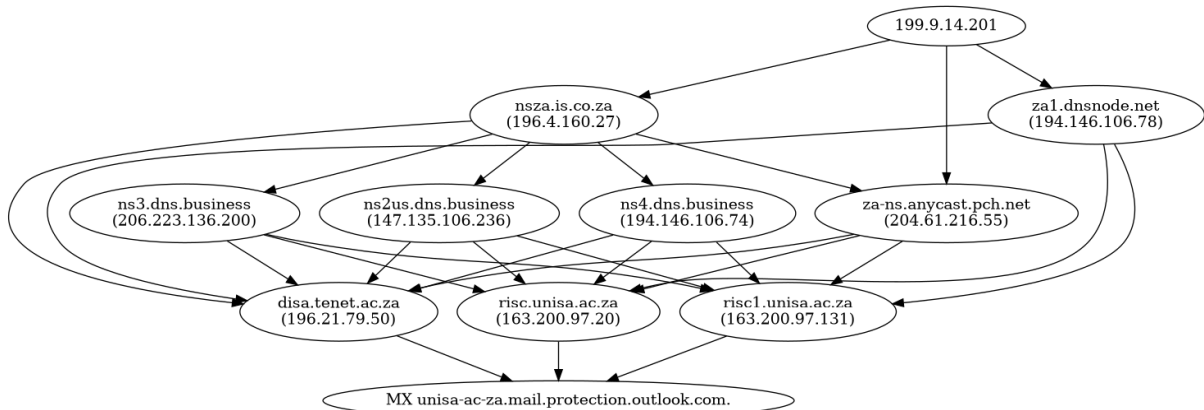 199.9.14.201
nsza.is.co.za
(196.4.160.27)
za1.dnsnode.net
(194.146.106.78)
ns3.dns.business
(206.223.136.200)
ns2us.dns.business
(147.135.106.236)
ns4.dns.business
(194.146.106.74)
za-ns.anycast.pch.net
(204.61.216.55)
disa.tenet.ac.za
(196.21.79.50)
risc.unisa.ac.za
(163.200.97.20)
risc1.unisa.ac.za
(163.200.97.131)
MX unisa-ac-za.mail.protection.outlook.com.